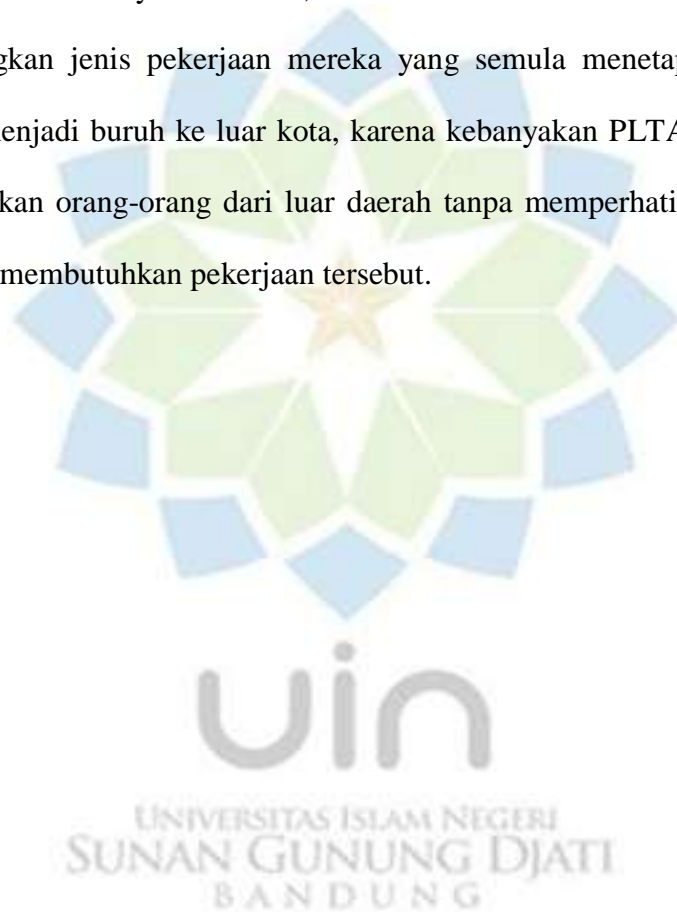 gkan jenis pekerjaan mereka yang semula menetap
enjadi buruh ke luar kota, karena kebanyakan PLTA
kan orang-orang dari luar daerah tanpa memperhati
membutuhkan pekerjaan tersebut.
uin
UNIVERSITAS ISLAM NEGERI
SUNAN GUNUNG DJATI
BANDUNG